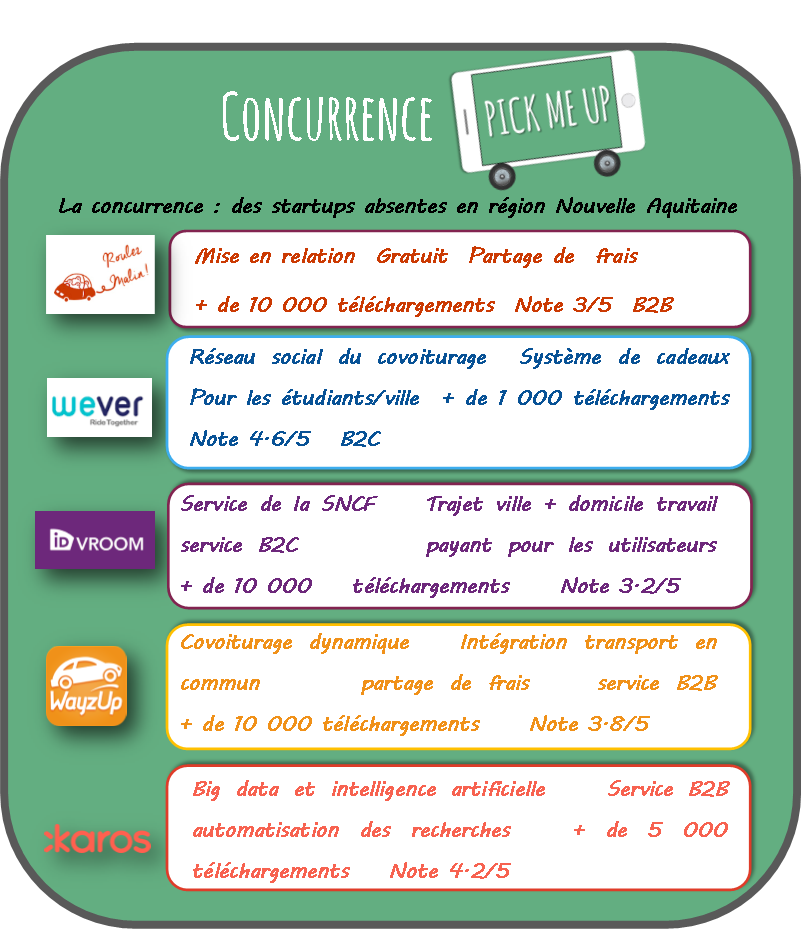 CONCURRENCE
PICK ME UP
La concurrence : des startups absentes en région Nouvelle Aquitaine
Roulez
Malin!
Mise en relation Gratuit Partage de frais
+ de 10 000 téléchargements Note 3/5 B2B
wever
Ride Together
Réseau social du covoiturage Système de cadeaux
Pour les étudiants/ville + de 1 000 téléchargements
Note 4.6/5 B2C
iD VROOM
Service de la SNCF Trajet ville + domicile travail
service B2C payant pour les utilisateurs
+ de 10 000 téléchargements Note 3.2/5
WayzUp
Covoiturage dynamique Intégration transport en
commun partage de frais service B2B
+ de 10 000 téléchargements Note 3.8/5
karos
Big data et intelligence artificielle Service B2B
automatisation des recherches + de 5 000
téléchargements Note 4.2/5